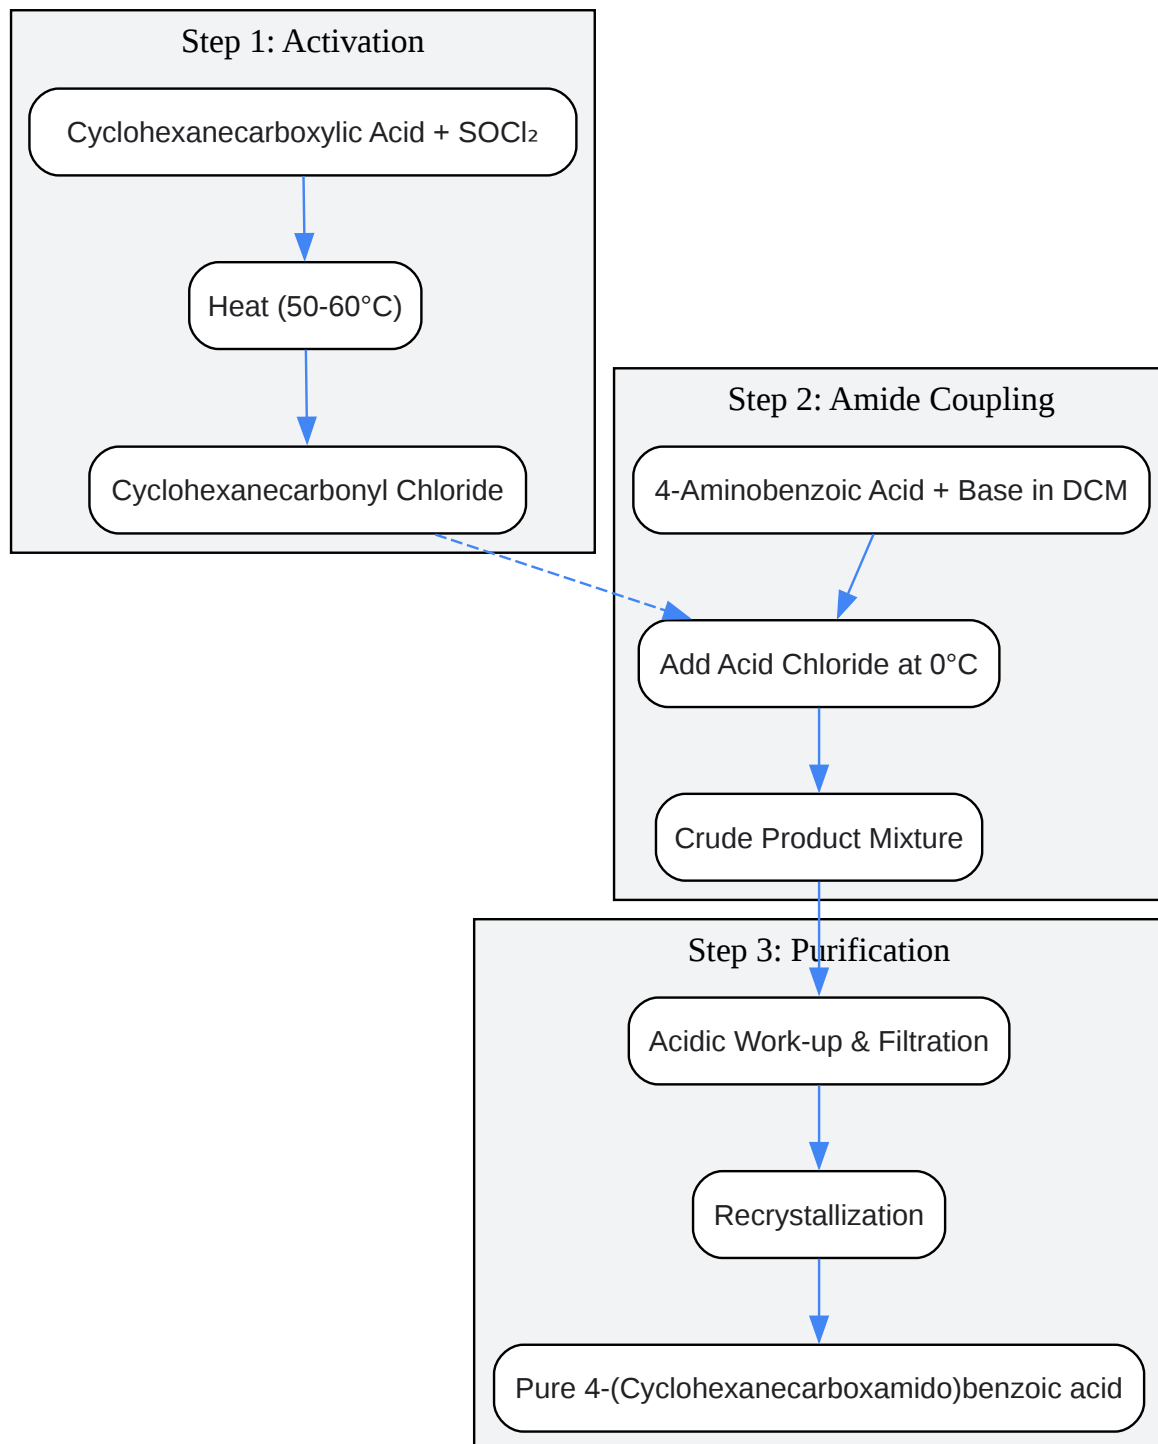 Step 1: Activation
Cyclohexanecarboxylic Acid + SOCl₂
Heat (50-60°C)
Cyclohexanecarbonyl Chloride
Step 2: Amide Coupling
4-Aminobenzoic Acid + Base in DCM
Add Acid Chloride at 0°C
Crude Product Mixture
Step 3: Purification
Acidic Work-up & Filtration
Recrystallization
Pure 4-(Cyclohexanecarboxamido)benzoic acid